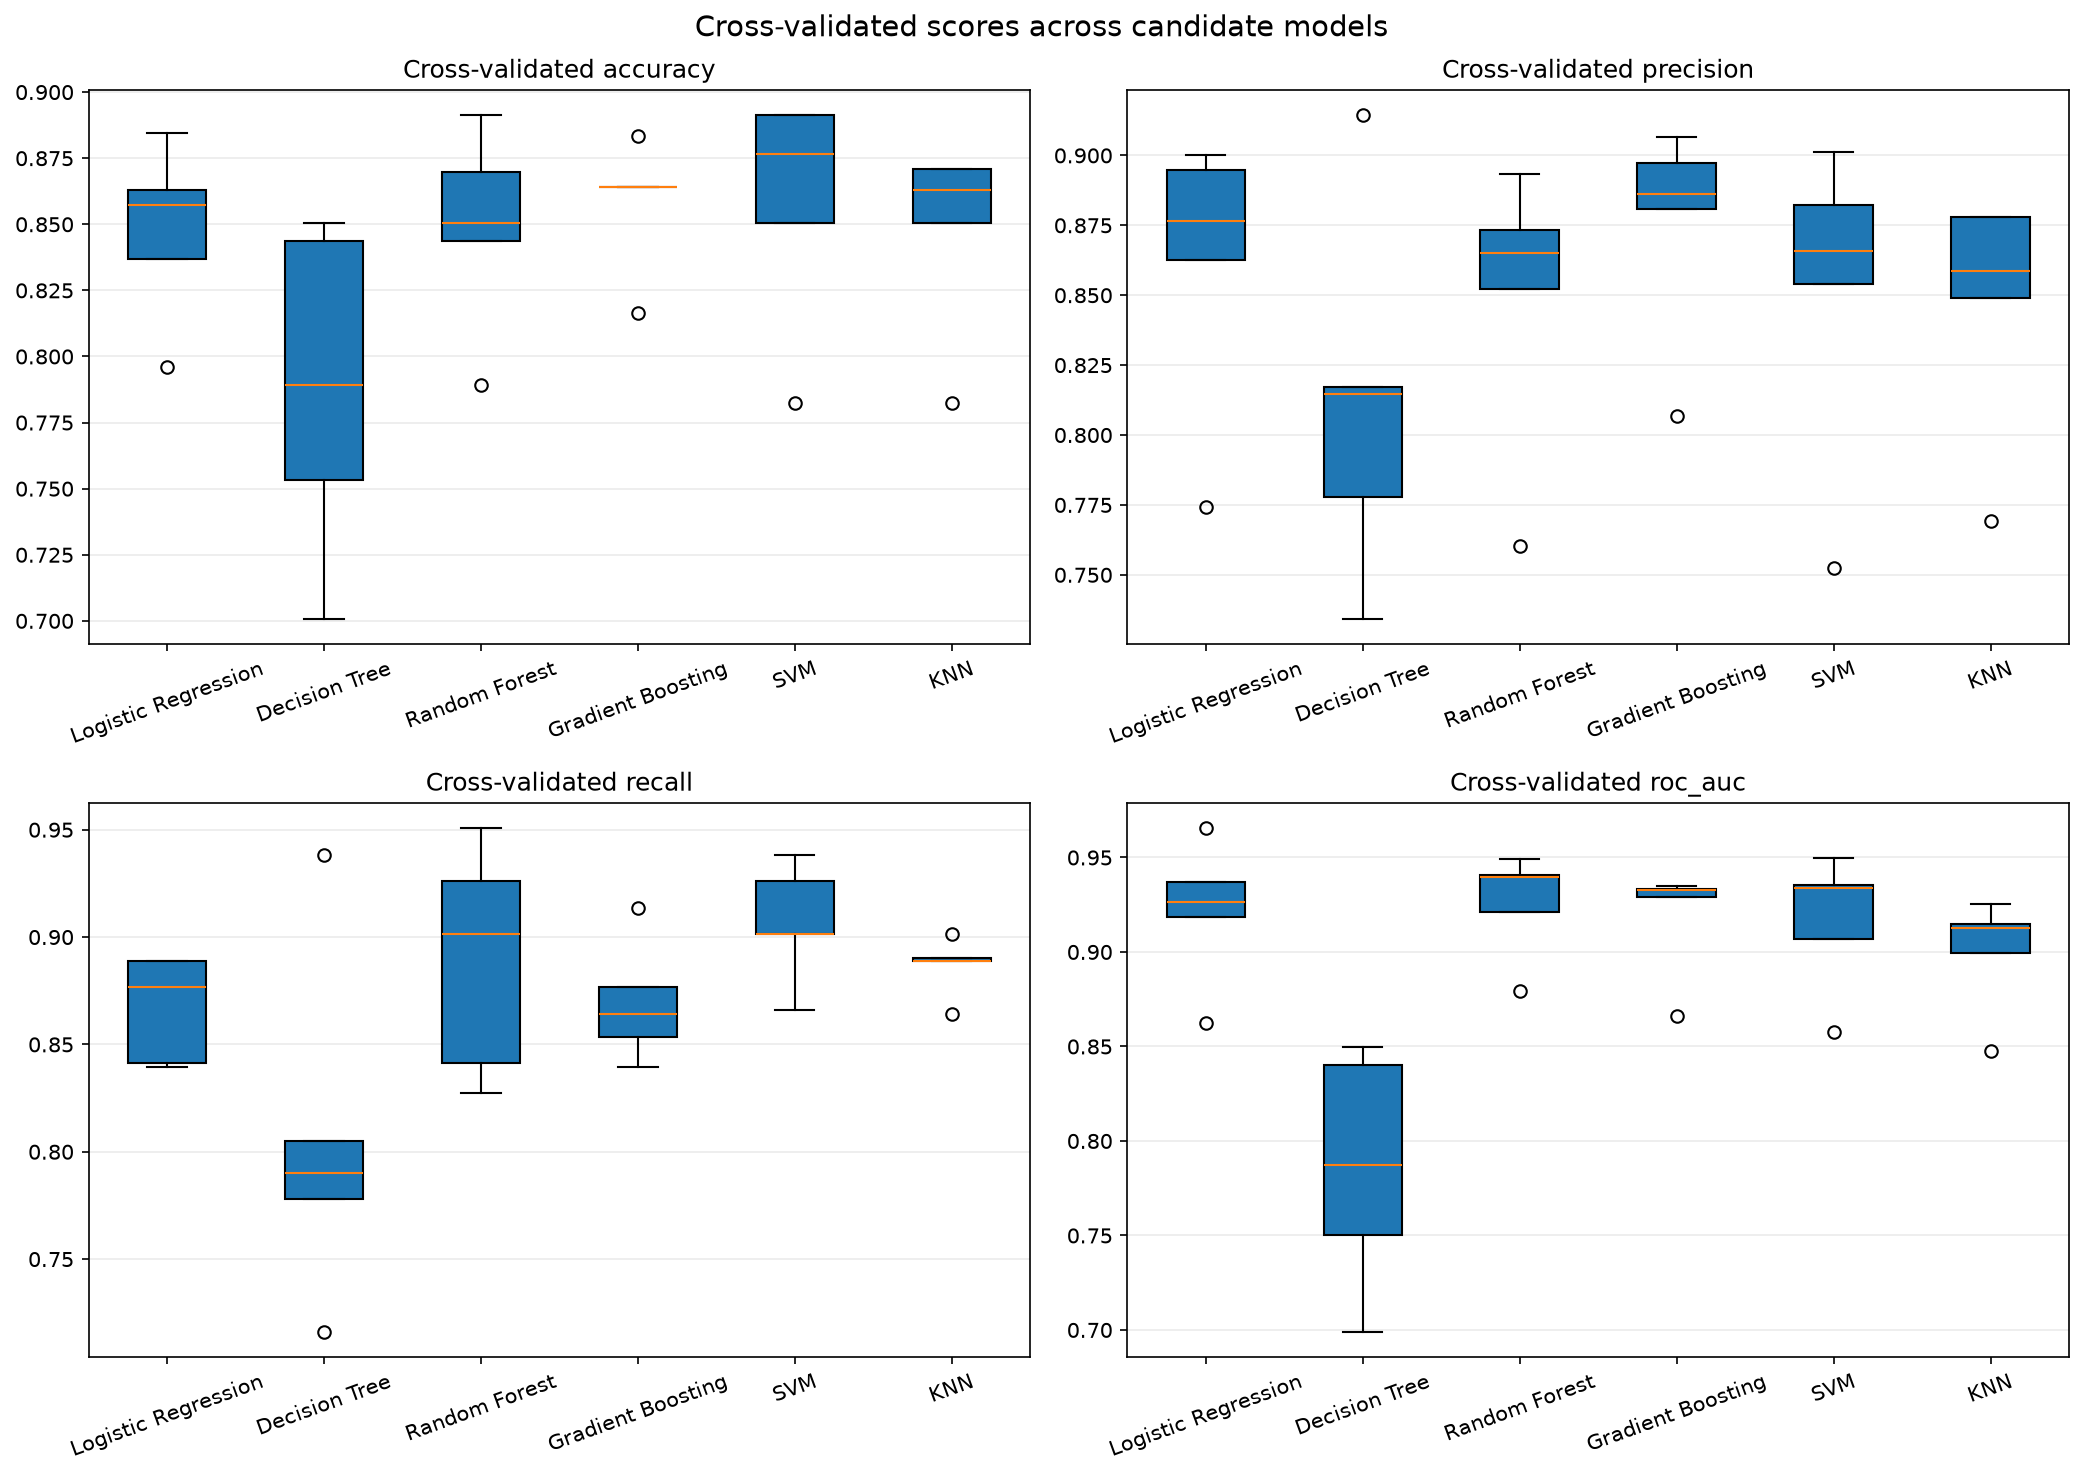 Cross-validated scores across candidate models
Cross-validated accuracy
0.900
0.875
0.850
0.825
0.800
0.775
0.750
0.725
0.700
Logistic Regression
Decision Tree
Random Forest
Gradient Boosting
SVM
KNN
Cross-validated precision
0.900
0.875
0.850
0.825
0.800
0.775
0.750
Logistic Regression
Decision Tree
Random Forest
Gradient Boosting
SVM
KNN
Cross-validated recall
0.95
0.90
0.85
0.80
0.75
Logistic Regression
Decision Tree
Random Forest
Gradient Boosting
SVM
KNN
Cross-validated roc_auc
0.95
0.90
0.85
0.80
0.75
0.70
Logistic Regression
Decision Tree
Random Forest
Gradient Boosting
SVM
KNN